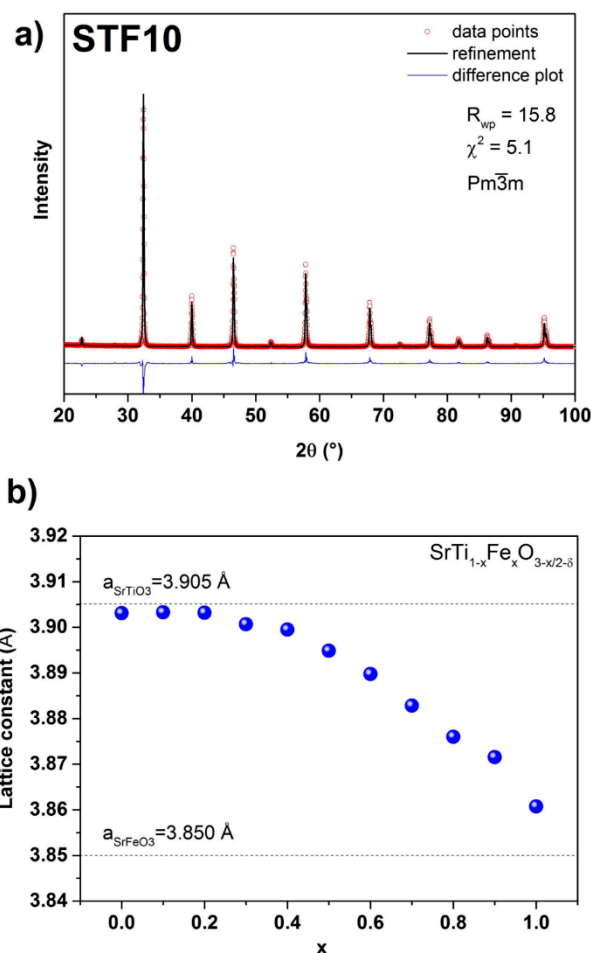 a)
STF10
data points
refinement
difference plot
R_wp = 15.8
χ² = 5.1
Pm3̅m
Intensity
20 30 40 50 60 70 80 90 100
2θ (°)
b)
SrTi₁₋ₓFeₓO₃₋ₓ/₂₋δ
3.92
3.91
3.90
3.89
3.88
3.87
3.86
3.85
3.84
a_SrTiO3=3.905 Å
a_SrFeO3=3.850 Å
Lattice constant (Å)
0.0 0.2 0.4 0.6 0.8 1.0
x